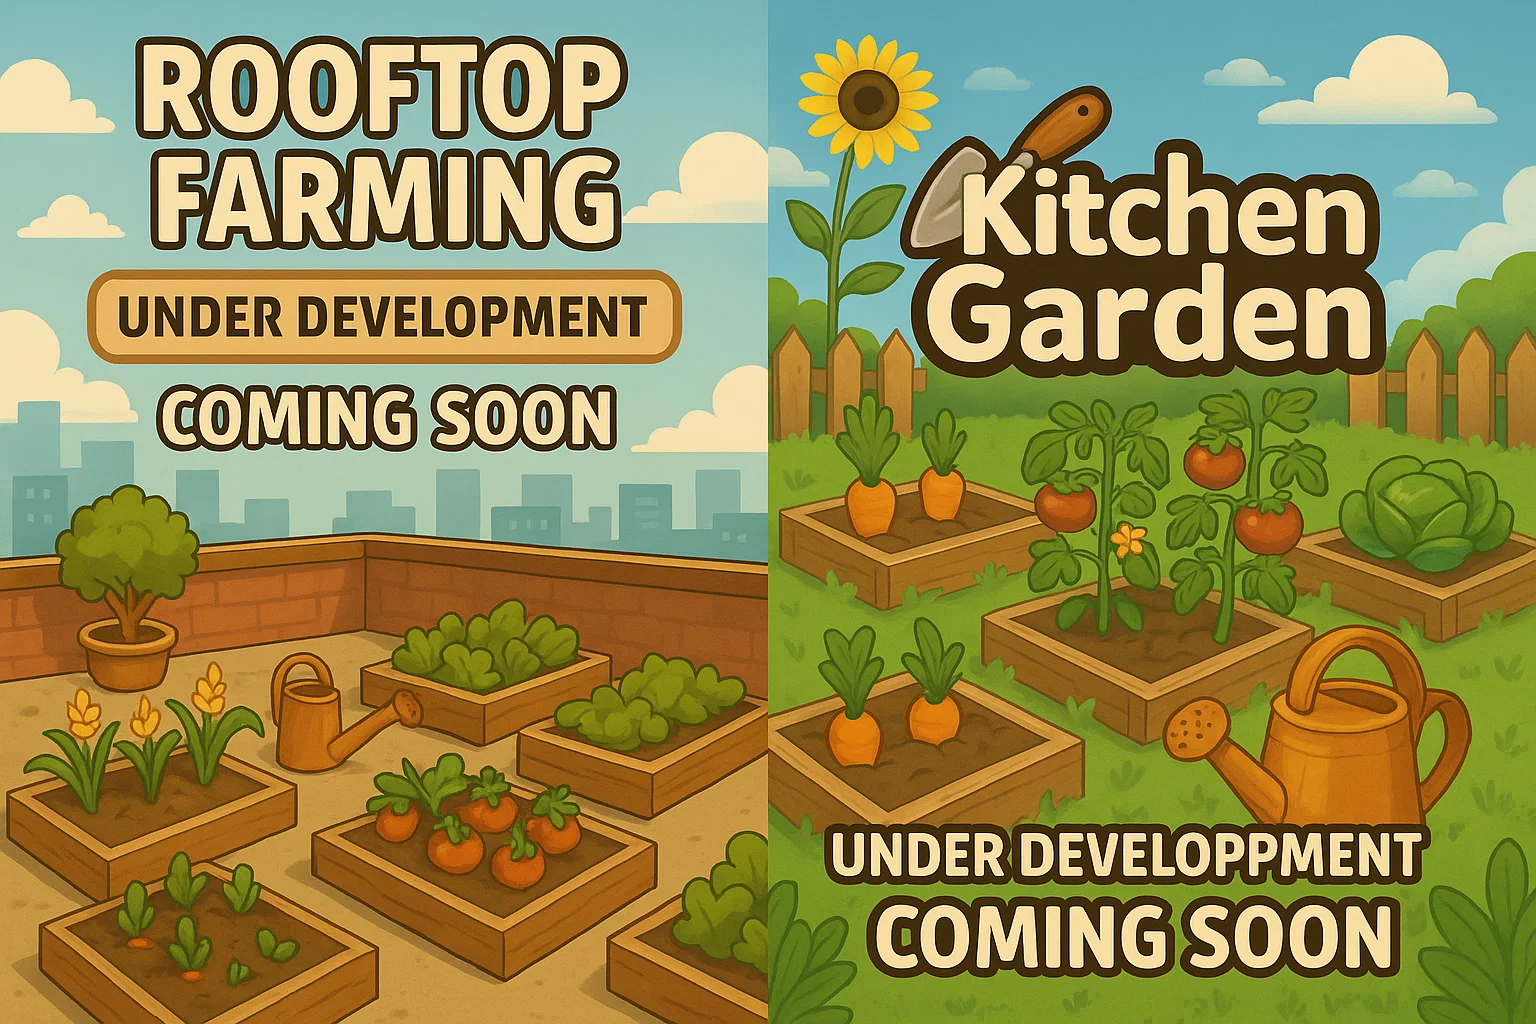 ROOFTOP
FARMING
UNDER DEVELOPMENT
COMING SOON
Kitchen
Garden
UNDER DEVELOPPMENT
COMING SOON